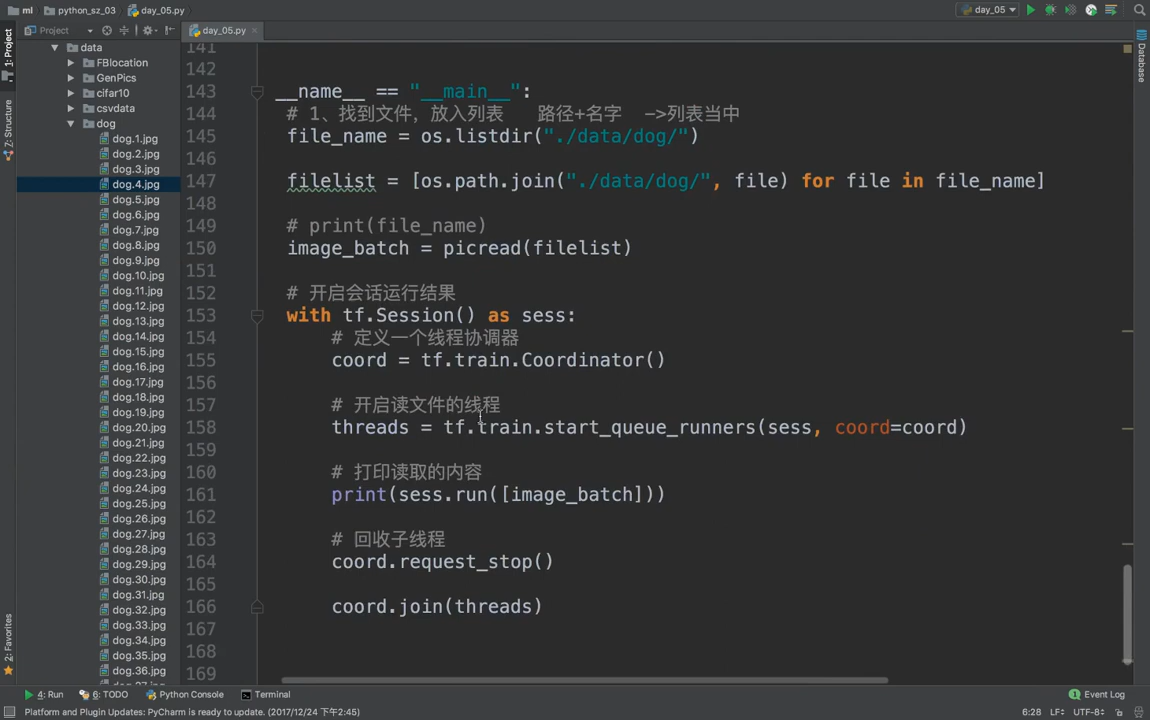 ml python_sz_03 day_05.py day_05
Project day_05.py
1: Project
Z: Structure
2: Favorites
Database
data
FBlocation
GenPics
cifar10
csvdata
dog
dog.1.jpg
dog.2.jpg
dog.3.jpg
dog.4.jpg
dog.5.jpg
dog.6.jpg
dog.7.jpg
dog.8.jpg
dog.9.jpg
dog.10.jpg
dog.11.jpg
dog.12.jpg
dog.13.jpg
dog.14.jpg
dog.15.jpg
dog.16.jpg
dog.17.jpg
dog.18.jpg
dog.19.jpg
dog.20.jpg
dog.21.jpg
dog.22.jpg
dog.23.jpg
dog.24.jpg
dog.25.jpg
dog.26.jpg
dog.27.jpg
dog.28.jpg
dog.29.jpg
dog.30.jpg
dog.31.jpg
dog.32.jpg
dog.33.jpg
dog.34.jpg
dog.35.jpg
dog.36.jpg
141
142
143 __name__ == "__main__":
144 # 1、找到文件，放入列表 路径+名字 ->列表当中
145 file_name = os.listdir("./data/dog/")
146
147 filelist = [os.path.join("./data/dog/", file) for file in file_name]
148
149 # print(file_name)
150 image_batch = picread(filelist)
151
152 # 开启会话运行结果
153 with tf.Session() as sess:
154 # 定义一个线程协调器
155 coord = tf.train.Coordinator()
156
157 # 开启读文件的线程
158 threads = tf.train.start_queue_runners(sess, coord=coord)
159
160 # 打印读取的内容
161 print(sess.run([image_batch]))
162
163 # 回收子线程
164 coord.request_stop()
165
166 coord.join(threads)
167
168
169
4: Run 6: TODO Python Console Terminal 1 Event Log
Platform and Plugin Updates: PyCharm is ready to update. (2017/12/24 下午2:45) 6:28 LF÷ UTF-8÷